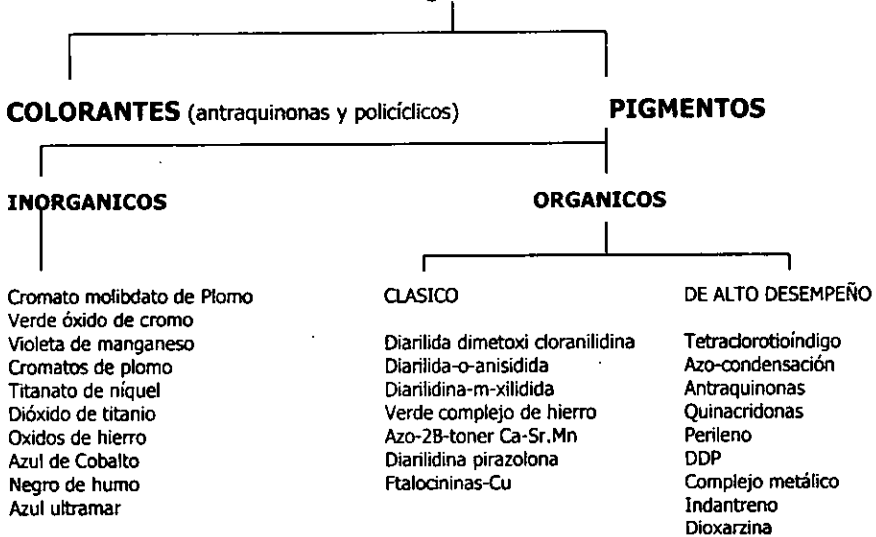 COLORANTES (antraquinonas y policíclicos)
PIGMENTOS
INORGANICOS
ORGANICOS
Cromato molibdato de Plomo
Verde óxido de cromo
Violeta de manganeso
Cromatos de plomo
Titanato de níquel
Dióxido de titanio
Oxidos de hierro
Azul de Cobalto
Negro de humo
Azul ultramar
CLASICO
Diarilida dimetoxi cloranilidina
Diarilida-o-anisidida
Diarilidina-m-xilidida
Verde complejo de hierro
Azo-2B-toner Ca-Sr.Mn
Diarilidina pirazolona
Ftalocininas-Cu
DE ALTO DESEMPEÑO
Tetraclorotioíndigo
Azo-condensación
Antraquinonas
Quinacridonas
Perileno
DDP
Complejo metálico
Indantreno
Dioxarzina